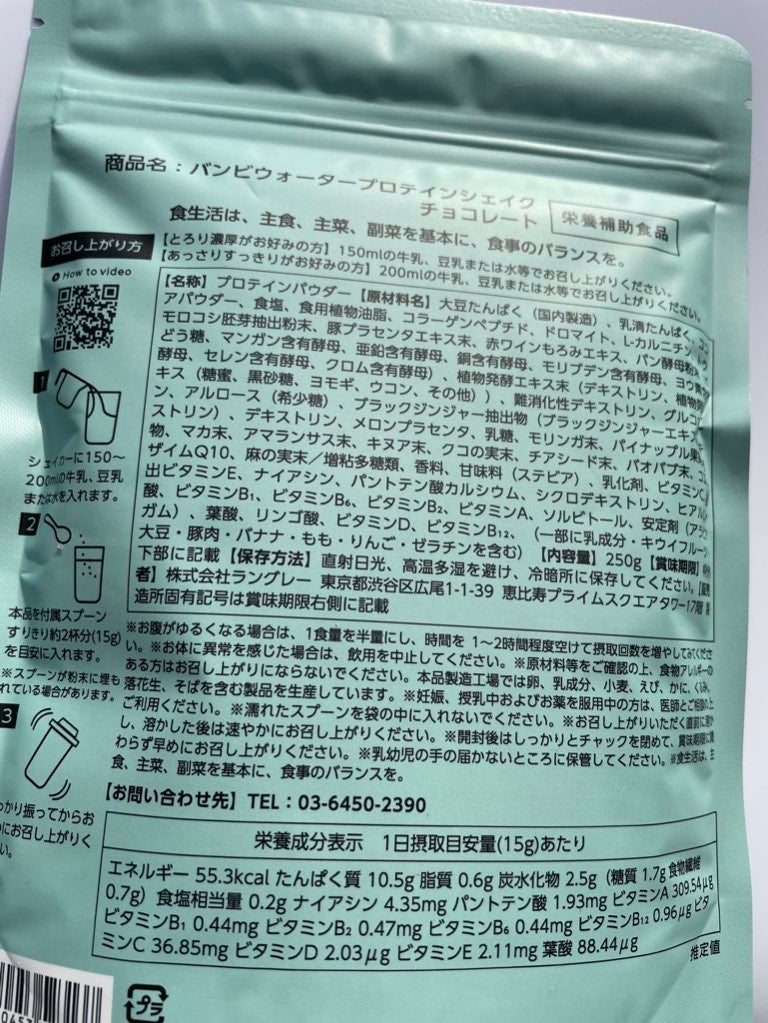 商品名：バンビウォータープロテインシェイク
チョコレート
栄養補助食品
食生活は、主食、主菜、副菜を基本に、食事のバランスを。
お召し上がり方
【とろり濃厚がお好みの方】150mlの牛乳、豆乳または水等でお召し上がりください。
【あっさりすっきりがお好みの方】200mlの牛乳、豆乳または水等でお召し上がりください。
How to video
【名称】プロテインパウダー【原材料名】大豆たんぱく（国内製造）、乳清たんぱく、ココ
アパウダー、食塩、食用植物油脂、コラーゲンペプチド、ドロマイト、L-カルニチン、
モロコシ胚芽抽出粉末、豚プラセンタエキス末、赤ワインもろみエキス、パン酵母粉末、
どう糖、マンガン含有酵母、亜鉛含有酵母、銅含有酵母、モリブデン含有酵母、ヨウ素
酵母、セレン含有酵母、クロム含有酵母）、植物発酵エキス末（デキストリン、植物発
キス（糖蜜、黒砂糖、ヨモギ、ウコン、その他））、難消化性デキストリン、グルコ
ン、アルロース（希少糖）、ブラックジンジャー抽出物（ブラックジンジャーエキ
ストリン）、デキストリン、メロンプラセンタ、乳糖、モリンガ末、パイナップル果
物、マカ末、アマランサス末、キヌア末、クコの実末、チアシード末、バオバブ末、コ
ザイムQ10、麻の実末／増粘多糖類、香料、甘味料（ステビア）、乳化剤、ビタミンC、
出ビタミンE、ナイアシン、パントテン酸カルシウム、シクロデキストリン、ヒアル
酸、ビタミンB₁、ビタミンB₆、ビタミンB₂、ビタミンA、ソルビトール、安定剤（アラ
ガム）、葉酸、リンゴ酸、ビタミンD、ビタミンB₁₂、（一部に乳成分・キウイフルーツ・
大豆・豚肉・バナナ・もも・りんご・ゼラチンを含む）【内容量】250g【賞味期限】
下部に記載【保存方法】直射日光、高温多湿を避け、冷暗所に保存してください。
者】株式会社ラングレー 東京都渋谷区広尾1-1-39 恵比寿プライムスクエアタワー17階
造所固有記号は賞味期限右側に記載
1
シェイカーに150～
200mlの牛乳、豆乳
または水を入れます。
2
本品を付属スプーン
すりきり約2杯分(15g)
を目安に入れます。
※スプーンが粉末に埋も
れている場合があります。
3
かり振ってからお
にお召し上がりく
い。
※お腹がゆるくなる場合は、1食量を半量にし、時間を 1～2時間程度空けて摂取回数を増やしてみてくださ
い。※お体に異常を感じた場合は、飲用を中止してください。※原材料等をご確認の上、食物アレルギーの
ある方はお召し上がりにならないでください。本品製造工場では卵、乳成分、小麦、えび、かに、くるみ、
落花生、そばを含む製品を生産しています。※妊娠、授乳中およびお薬を服用中の方は、医師とご相談の上
ご利用ください。※濡れたスプーンを袋の中に入れないでください。※お召し上がりいただく直前に溶か
し、溶かした後は速やかにお召し上がりください。※開封後はしっかりとチャックを閉めて、賞味期限に関
わらず早めにお召し上がりください。※乳幼児の手の届かないところに保管してください。※食生活は、主
食、主菜、副菜を基本に、食事のバランスを。
【お問い合わせ先】TEL：03-6450-2390
栄養成分表示　1日摂取目安量(15g)あたり
エネルギー 55.3kcal たんぱく質 10.5g 脂質 0.6g 炭水化物 2.5g（糖質 1.7g 食物繊維
0.7g）食塩相当量 0.2g ナイアシン 4.35mg パントテン酸 1.93mg ビタミンA 309.54μg
ビタミンB₁ 0.44mg ビタミンB₂ 0.47mg ビタミンB₆ 0.44mg ビタミンB₁₂ 0.96μg ビタ
ミンC 36.85mg ビタミンD 2.03μg ビタミンE 2.11mg 葉酸 88.44μg
推定値
プラ